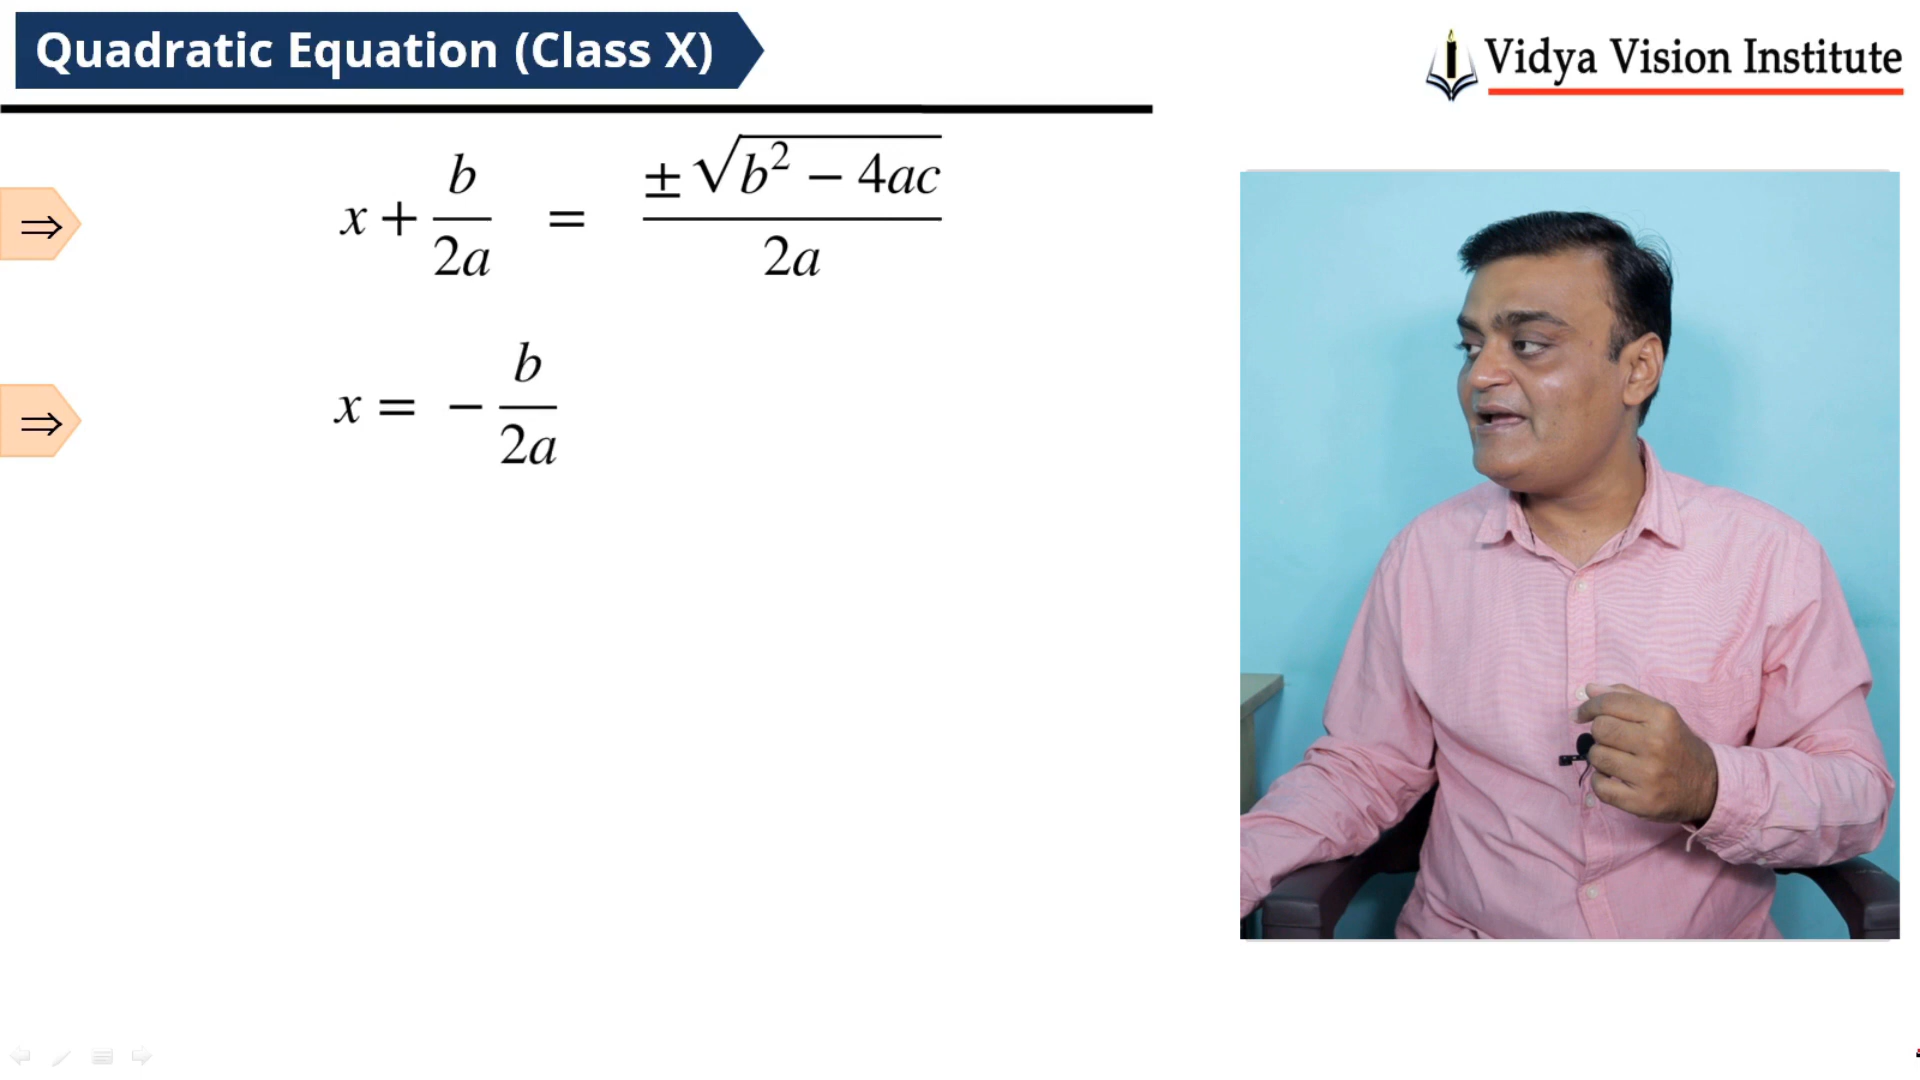 Quadratic Equation (Class X)
Vidya Vision Institute
⇒ x + b/2a = ±√(b² − 4ac)/2a
⇒ x = − b/2a